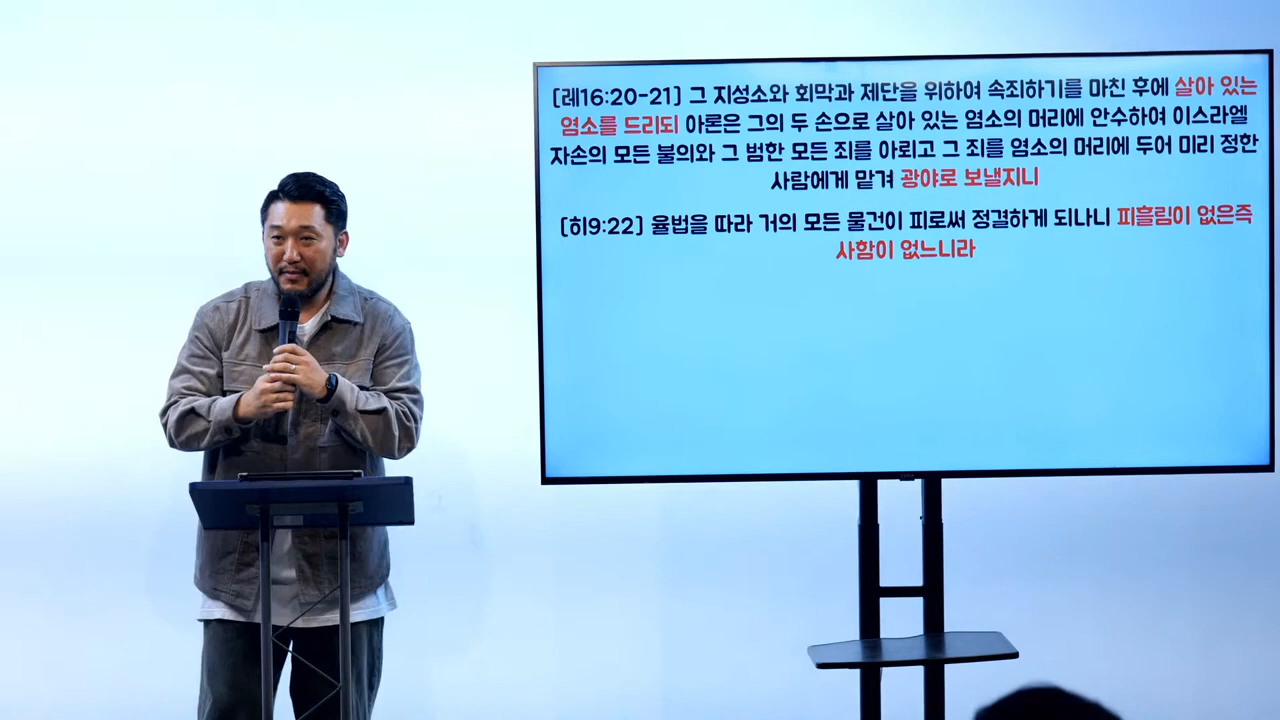 [레16:20-21] 그 지성소와 회막과 제단을 위하여 속죄하기를 마친 후에 살아 있는
염소를 드리되 아론은 그의 두 손으로 살아 있는 염소의 머리에 안수하여 이스라엘
자손의 모든 불의와 그 범한 모든 죄를 아뢰고 그 죄를 염소의 머리에 두어 미리 정한
사람에게 맡겨 광야로 보낼지니
[히9:22] 율법을 따라 거의 모든 물건이 피로써 정결하게 되나니 피흘림이 없은즉
사함이 없느니라